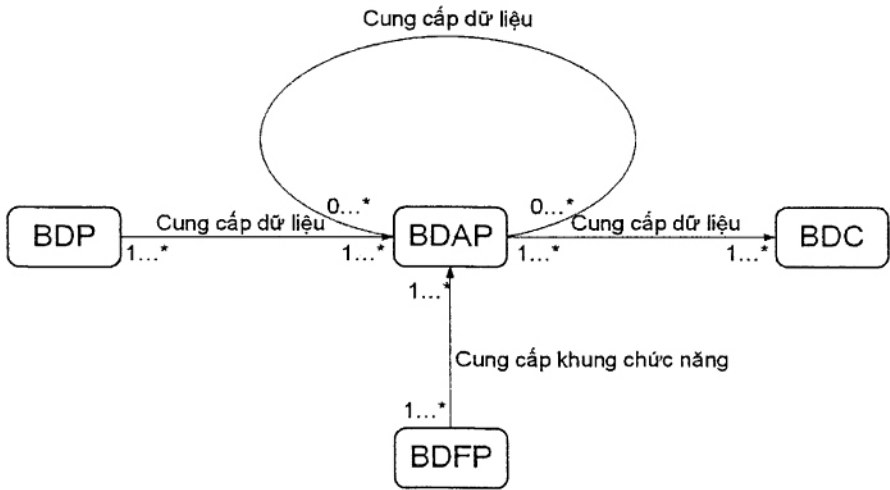 Cung cấp dữ liệu
0...* 0...*
BDP Cung cấp dữ liệu BDAP Cung cấp dữ liệu BDC
1...* 1...* 1...* 1...*
1...*
Cung cấp khung chức năng
1...*
BDFP